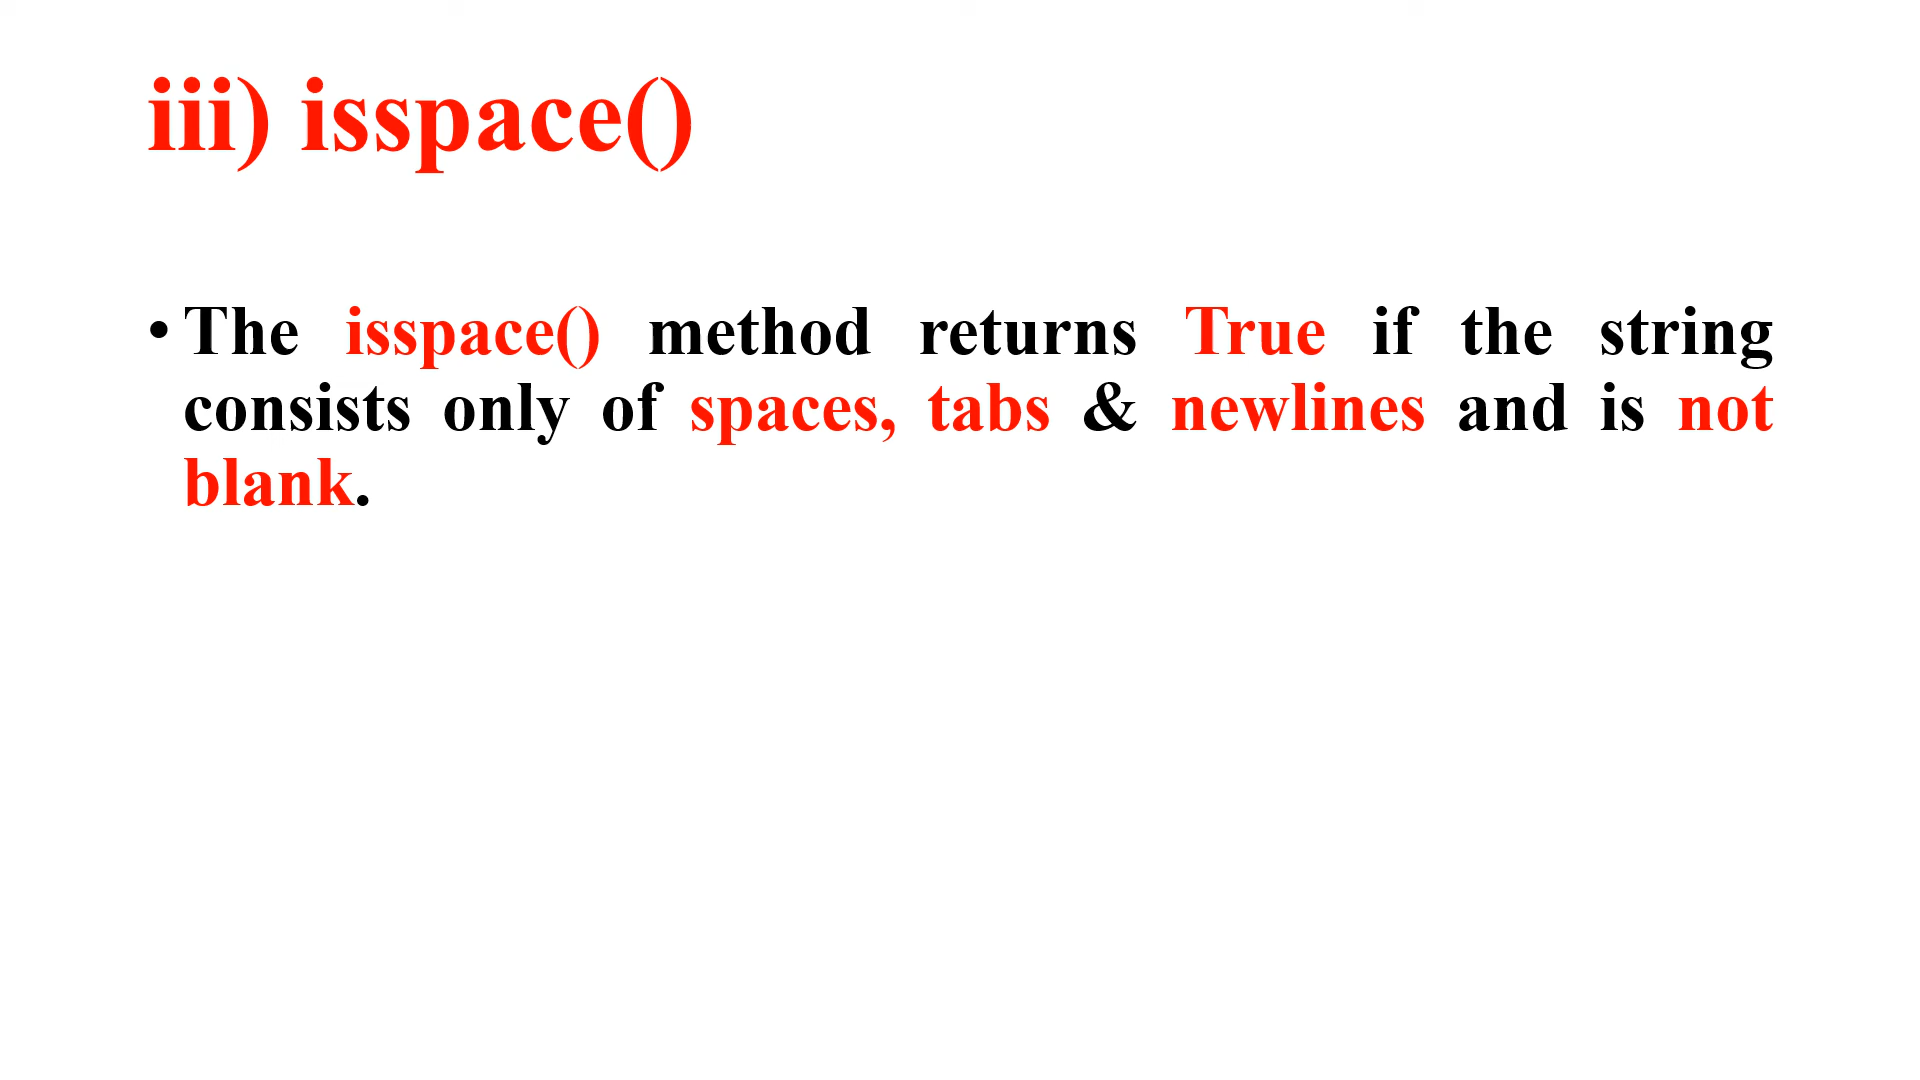 iii) isspace()
• The isspace() method returns True if the string
consists only of spaces, tabs & newlines and is not
blank.